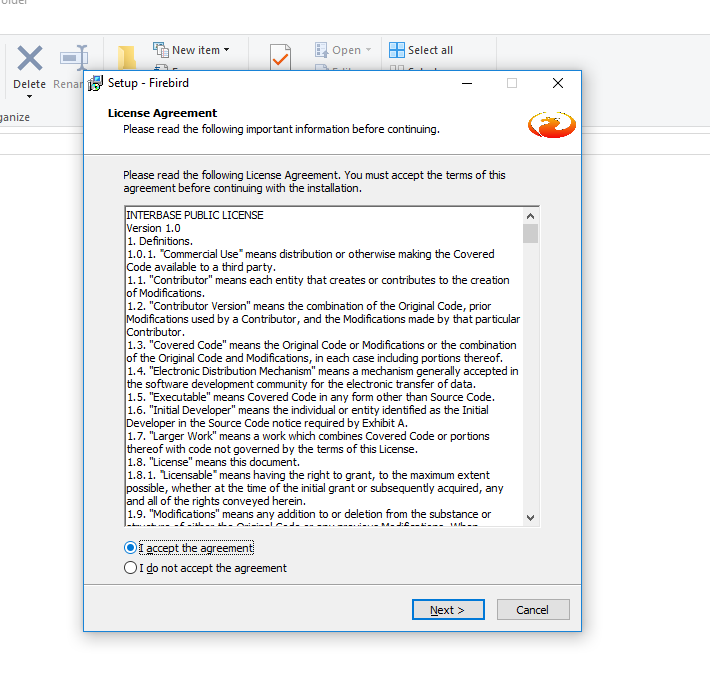 older
New item
Open
Select all
Delete
Renar
ganize
Setup - Firebird
License Agreement
Please read the following important information before continuing.
Please read the following License Agreement. You must accept the terms of this
agreement before continuing with the installation.
INTERBASE PUBLIC LICENSE
Version 1.0
1. Definitions.
1.0.1. "Commercial Use" means distribution or otherwise making the Covered
Code available to a third party.
1.1. "Contributor" means each entity that creates or contributes to the creation
of Modifications.
1.2. "Contributor Version" means the combination of the Original Code, prior
Modifications used by a Contributor, and the Modifications made by that particular
Contributor.
1.3. "Covered Code" means the Original Code or Modifications or the combination
of the Original Code and Modifications, in each case including portions thereof.
1.4. "Electronic Distribution Mechanism" means a mechanism generally accepted in
the software development community for the electronic transfer of data.
1.5. "Executable" means Covered Code in any form other than Source Code.
1.6. "Initial Developer" means the individual or entity identified as the Initial
Developer in the Source Code notice required by Exhibit A.
1.7. "Larger Work" means a work which combines Covered Code or portions
thereof with code not governed by the terms of this License.
1.8. "License" means this document.
1.8.1. "Licensable" means having the right to grant, to the maximum extent
possible, whether at the time of the initial grant or subsequently acquired, any
and all of the rights conveyed herein.
1.9. "Modifications" means any addition to or deletion from the substance or
structure of either the Original Code or any previous Modifications. When
I accept the agreement
I do not accept the agreement
Next >
Cancel